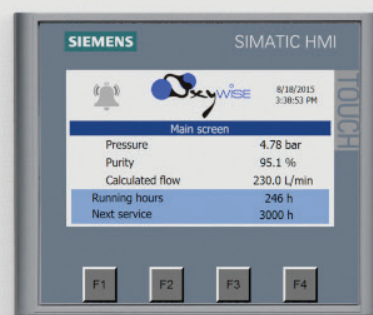 SIEMENS
SIMATIC HMI
TOUCH
Oxywise
8/18/2015
3:38:53 PM
Main screen
Pressure 4.78 bar
Purity 95.1 %
Calculated flow 230.0 L/min
Running hours 246 h
Next service 3000 h
F1 F2 F3 F4